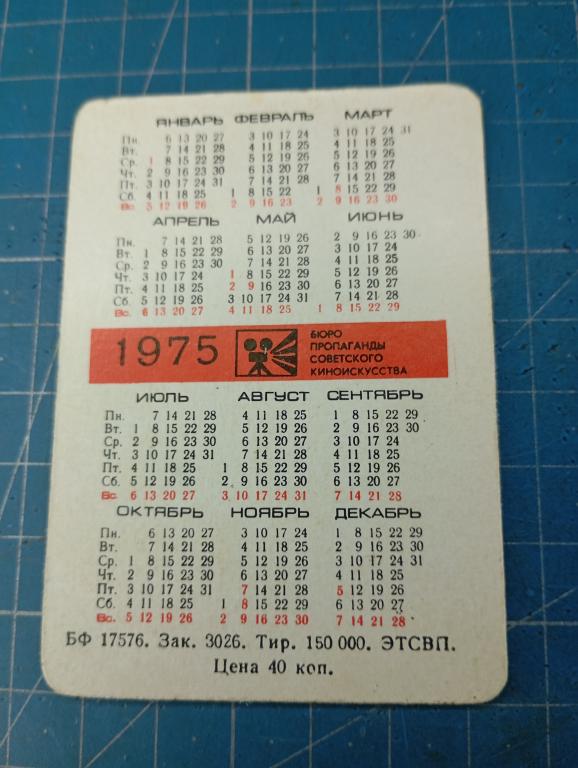 ЯНВАРЬ ФЕВРАЛЬ МАРТ
Пн. 6 13 20 27 3 10 17 24 3 10 17 24 31
Вт. 7 14 21 28 4 11 18 25 4 11 18 25
Ср. 1 8 15 22 29 5 12 19 26 5 12 19 26
Чт. 2 9 16 23 30 6 13 20 27 6 13 20 27
Пт. 3 10 17 24 31 7 14 21 28 7 14 21 28
Сб. 4 11 18 25 1 8 15 22 1 8 15 22 29
Вс. 5 12 19 26 2 9 16 23 2 9 16 23 30
АПРЕЛЬ МАЙ ИЮНЬ
Пн. 7 14 21 28 5 12 19 26 2 9 16 23 30
Вт. 1 8 15 22 29 6 13 20 27 3 10 17 24
Ср. 2 9 16 23 30 7 14 21 28 4 11 18 25
Чт. 3 10 17 24 1 8 15 22 29 5 12 19 26
Пт. 4 11 18 25 2 9 16 23 30 6 13 20 27
Сб. 5 12 19 26 3 10 17 24 31 7 14 21 28
Вс. 6 13 20 27 4 11 18 25 1 8 15 22 29
1975
БЮРО
ПРОПАГАНДЫ
СОВЕТСКОГО
КИНОИСКУССТВА
ИЮЛЬ АВГУСТ СЕНТЯБРЬ
Пн. 7 14 21 28 4 11 18 25 1 8 15 22 29
Вт. 1 8 15 22 29 5 12 19 26 2 9 16 23 30
Ср. 2 9 16 23 30 6 13 20 27 3 10 17 24
Чт. 3 10 17 24 31 7 14 21 28 4 11 18 25
Пт. 4 11 18 25 1 8 15 22 29 5 12 19 26
Сб. 5 12 19 26 2 9 16 23 30 6 13 20 27
Вс. 6 13 20 27 3 10 17 24 31 7 14 21 28
ОКТЯБРЬ НОЯБРЬ ДЕКАБРЬ
Пн. 6 13 20 27 3 10 17 24 1 8 15 22 29
Вт. 7 14 21 28 4 11 18 25 2 9 16 23 30
Ср. 1 8 15 22 29 5 12 19 26 3 10 17 24 31
Чт. 2 9 16 23 30 6 13 20 27 4 11 18 25
Пт. 3 10 17 24 31 7 14 21 28 5 12 19 26
Сб. 4 11 18 25 1 8 15 22 29 6 13 20 27
Вс. 5 12 19 26 2 9 16 23 30 7 14 21 28
БФ 17576. Зак. 3026. Тир. 150 000. ЭТСВП.
Цена 40 коп.